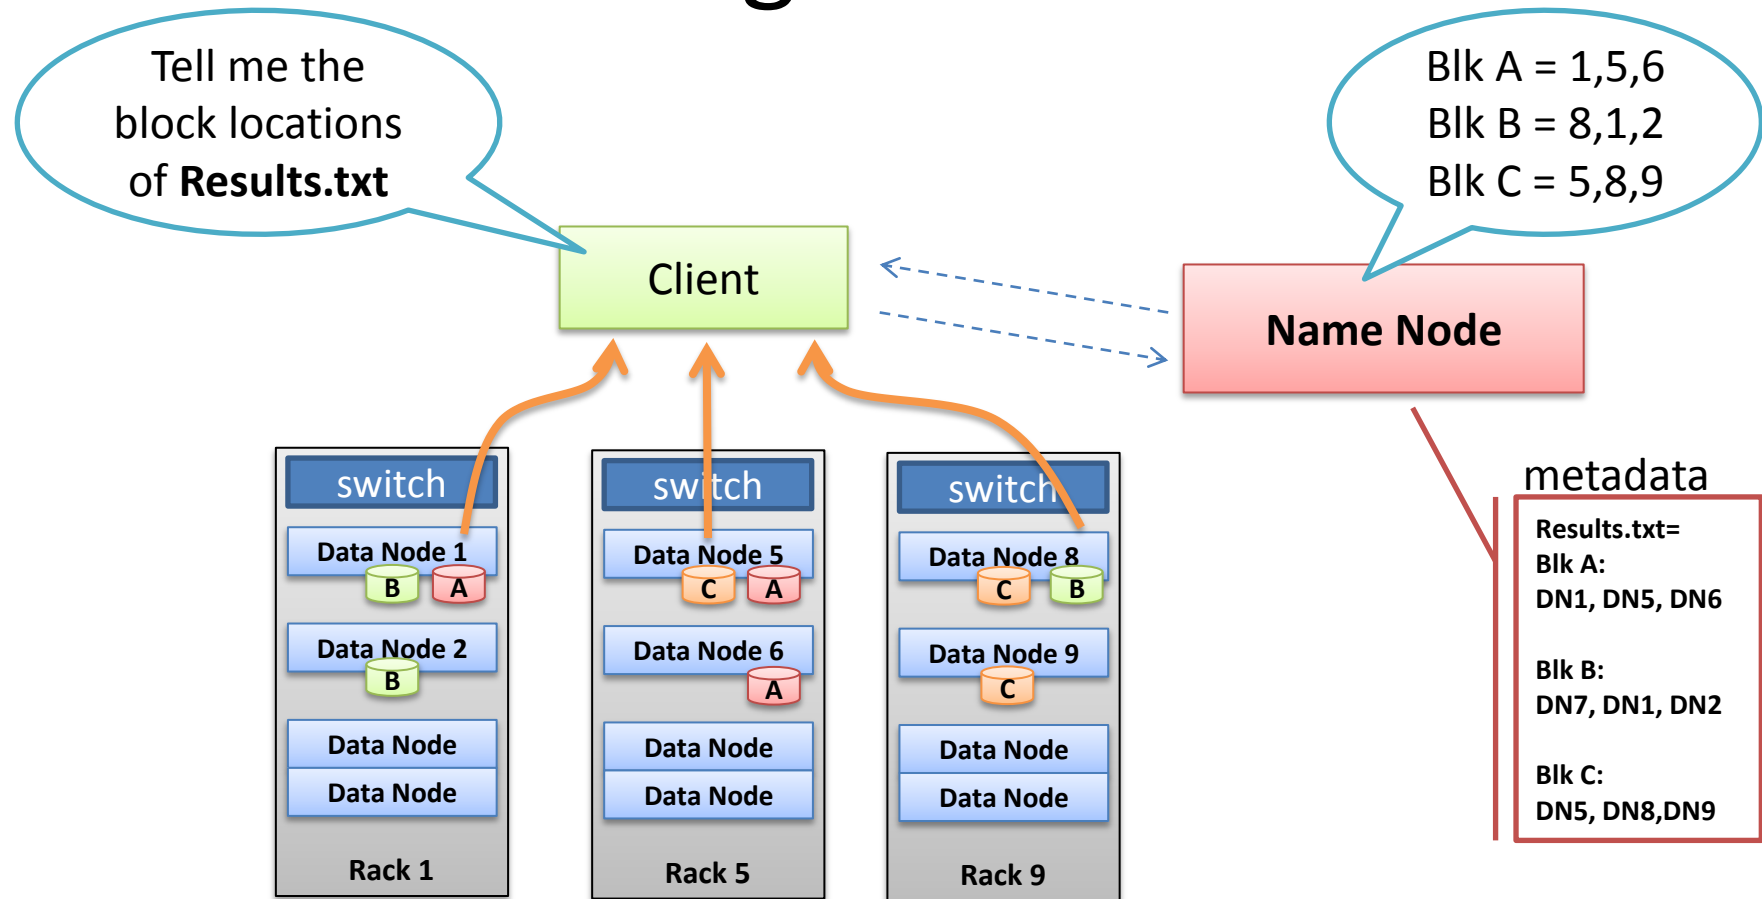 Tell me the
block locations
of Results.txt
Blk A = 1,5,6
Blk B = 8,1,2
Blk C = 5,8,9
Client
Name Node
switch
Data Node 1
B A
Data Node 2
B
Data Node
Data Node
Rack 1
switch
Data Node 5
C A
Data Node 6
A
Data Node
Data Node
Rack 5
switch
Data Node 8
C B
Data Node 9
C
Data Node
Data Node
Rack 9
metadata
Results.txt=
Blk A:
DN1, DN5, DN6
Blk B:
DN7, DN1, DN2
Blk C:
DN5, DN8,DN9